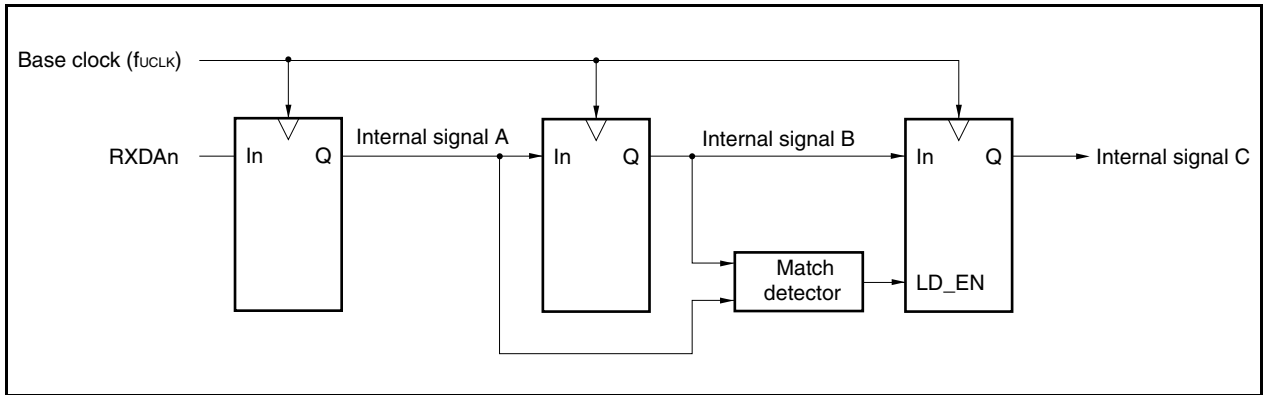 Base clock (fUCLK)
Internal signal A
Internal signal B
RXDAn
In
Q
In
Q
In
Q
Internal signal C
Match
detector
LD_EN